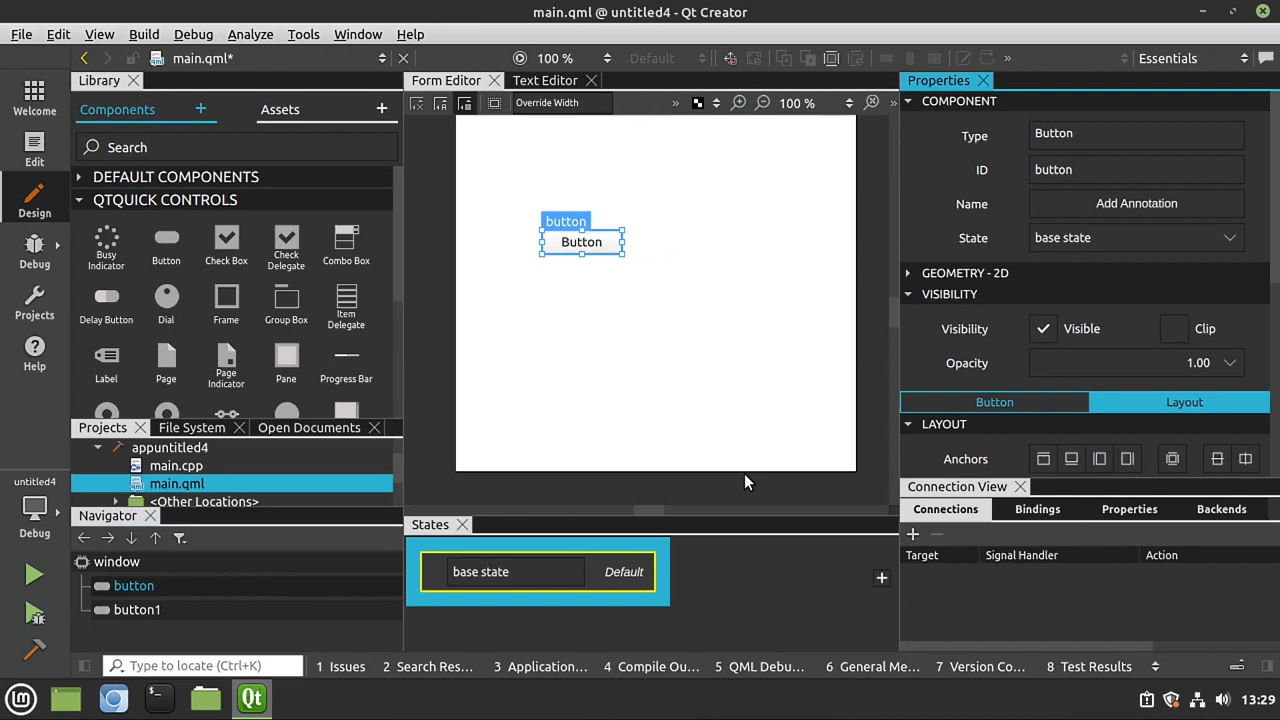 main.qml @ untitled4 - Qt Creator
File Edit View Build Debug Analyze Tools Window Help
main.qml* 100 % Default » Essentials
Library Form Editor Text Editor Properties
Welcome
Edit
Design
Debug
Projects
Help
untitled4
Debug
Components + Assets +
Search
DEFAULT COMPONENTS
QTQUICK CONTROLS
Busy Indicator
Button
Check Box
Check Delegate
Combo Box
Delay Button
Dial
Frame
Group Box
Item Delegate
Label
Page
Page Indicator
Pane
Progress Bar
Projects File System Open Documents
appuntitled4
main.cpp
main.qml
<Other Locations>
Navigator
window
button
button1
Override Width » 100 % »
button
Button
States
base state Default
COMPONENT
Type Button
ID button
Name Add Annotation
State base state
GEOMETRY - 2D
VISIBILITY
Visibility Visible Clip
Opacity 1.00
Button Layout
LAYOUT
Anchors
Connection View
Connections Bindings Properties Backends
Target Signal Handler Action
Type to locate (Ctrl+K) 1 Issues 2 Search Res... 3 Application... 4 Compile Ou... 5 QML Debu... 6 General Me... 7 Version Co... 8 Test Results
Qt 13:29